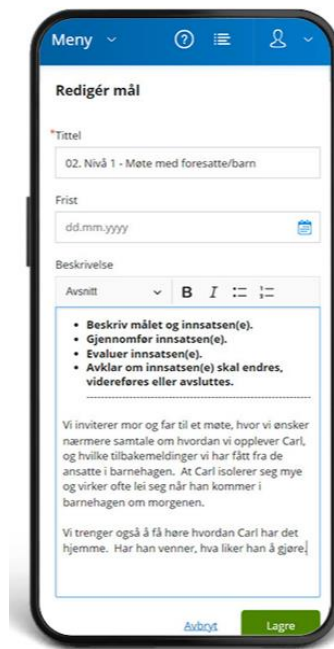 Meny
Redigér mål
*Tittel
02. Nivå 1 - Møte med foresatte/barn
Frist
dd.mm.yyyy
Beskrivelse
Avsnitt B I
• Beskriv målet og innsatsen(e).
• Gjennomfør innsatsen(e).
• Evaluer innsatsen(e).
• Avklar om innsatsen(e) skal endres,
videreføres eller avsluttes.
Vi inviterer mor og far til et møte, hvor vi ønsker
nærmere samtale om hvordan vi opplever Carl,
og hvilke tilbakemeldinger vi har fått fra de
ansatte i barnehagen. At Carl isolerer seg mye
og virker ofte lei seg når han kommer i
barnehagen om morgenen.
Vi trenger også å få høre hvordan Carl har det
hjemme. Har han venner, hva liker han å gjøre.
Avbryt Lagre